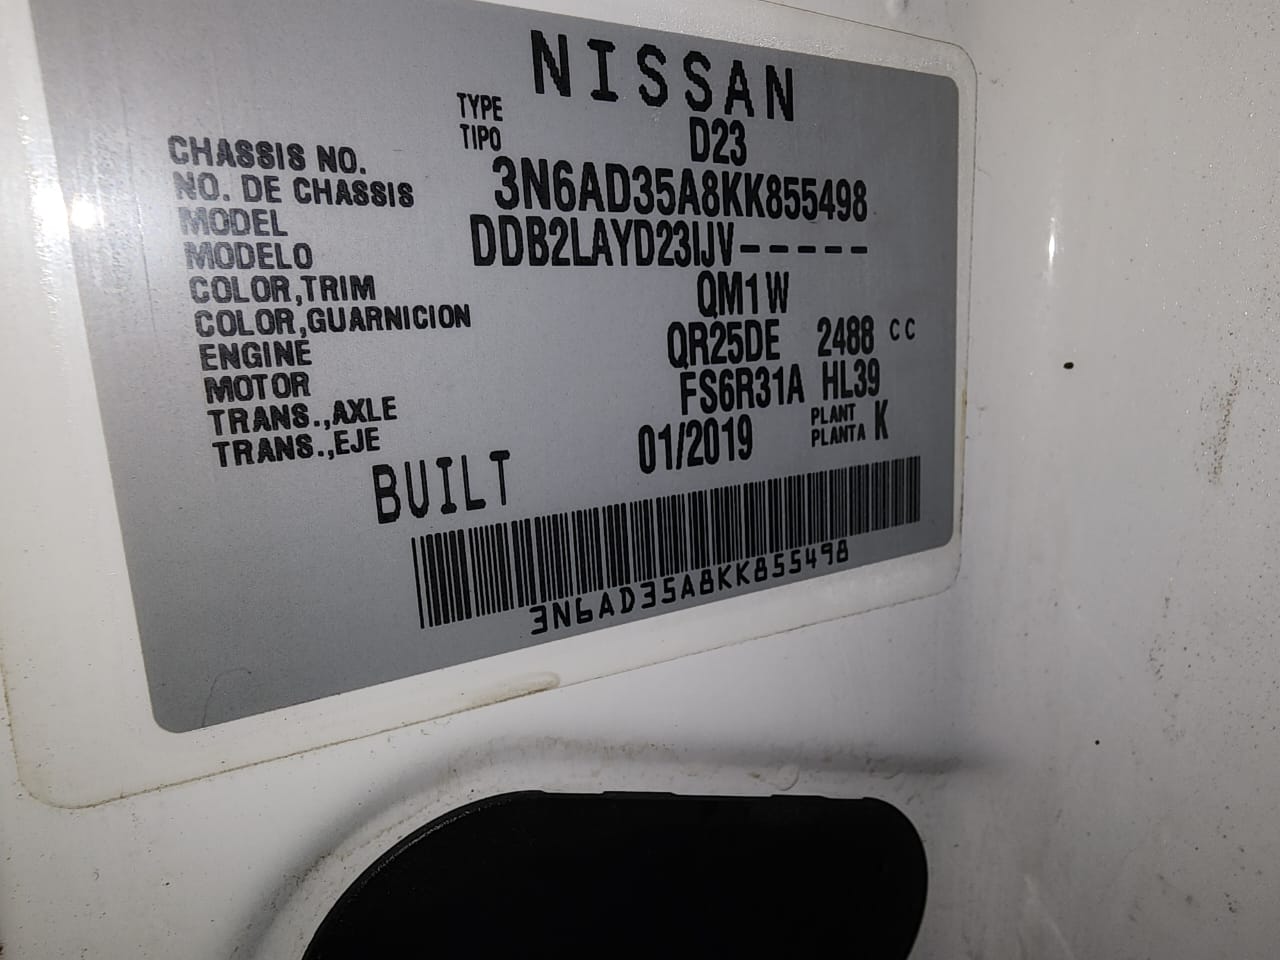 NISSAN
TYPE
TIPO D23
CHASSIS NO.
NO. DE CHASSIS 3N6AD35A8KK855498
MODEL
MODELO DDB2LAYD23IJV-----
COLOR,TRIM
COLOR,GUARNICION QM1 W
ENGINE
MOTOR QR25DE 2488 CC
TRANS.,AXLE
TRANS.,EJE FS6R31A HL39
BUILT 01/2019 PLANT
PLANTA K
3N6AD35A8KK855498